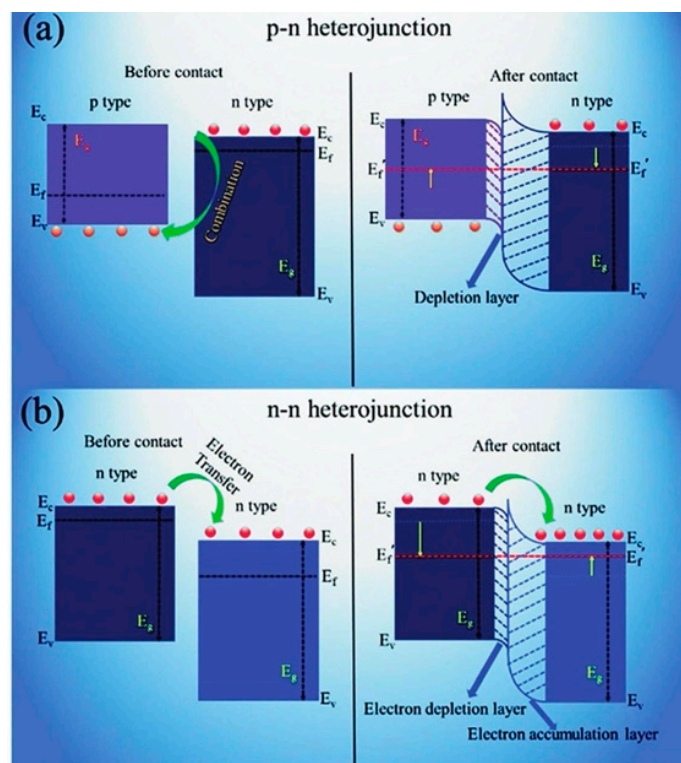 (a)
p-n heterojunction
Before contact
After contact
p type
n type
p type
n type
Ec
Ec
Ef
Eg
Ef
Ev
Combination
Eg
Ev
Ec
Ec
Eg
Ef'
Ef'
Ev
Eg
Ev
Depletion layer
(b)
n-n heterojunction
Before contact
Electron
Transfer
After contact
n type
n type
n type
n type
Ec
Ef
Ec
Ef
Ev
Eg
Eg
Ev
Ec
Ef'
Ec,
Ef
Ev
Eg
Eg
Ev
Electron depletion layer
Electron accumulation layer